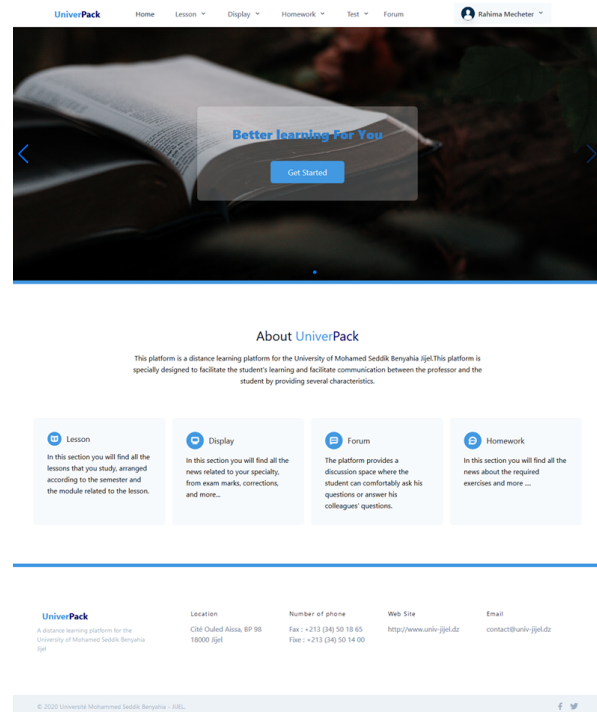 UniverPack
Home
Lesson
Display
Homework
Test
Forum
Rahima Mecheter
Better learning For You
Get Started
About UniverPack
This platform is a distance learning platform for the University of Mohamed Seddik Benyahia Jijel.This platform is
specially designed to facilitate the student's learning and facilitate communication between the professor and the
student by providing several characteristics.
Lesson
In this section you will find all the
lessons that you study, arranged
according to the semester and
the module related to the lesson.
Display
In this section you will find all the
news related to your specialty,
from exam marks, corrections,
and more...
Forum
The platform provides a
discussion space where the
student can comfortably ask his
questions or answer his
colleagues' questions.
Homework
In this section you will find all the
news about the required
exercises and more ....
UniverPack
A distance learning platform for the
University of Mohamed Seddik Benyahia
Jijel
Location
Cité Ouled Aissa, BP 98
18000 Jijel
Number of phone
Fax : +213 (34) 50 18 65
Fixe : +213 (34) 50 14 00
Web Site
http://www.univ-jijel.dz
Email
contact@univ-jijel.dz
© 2020 Université Mohammed Seddik Benyahia - JIJEL.